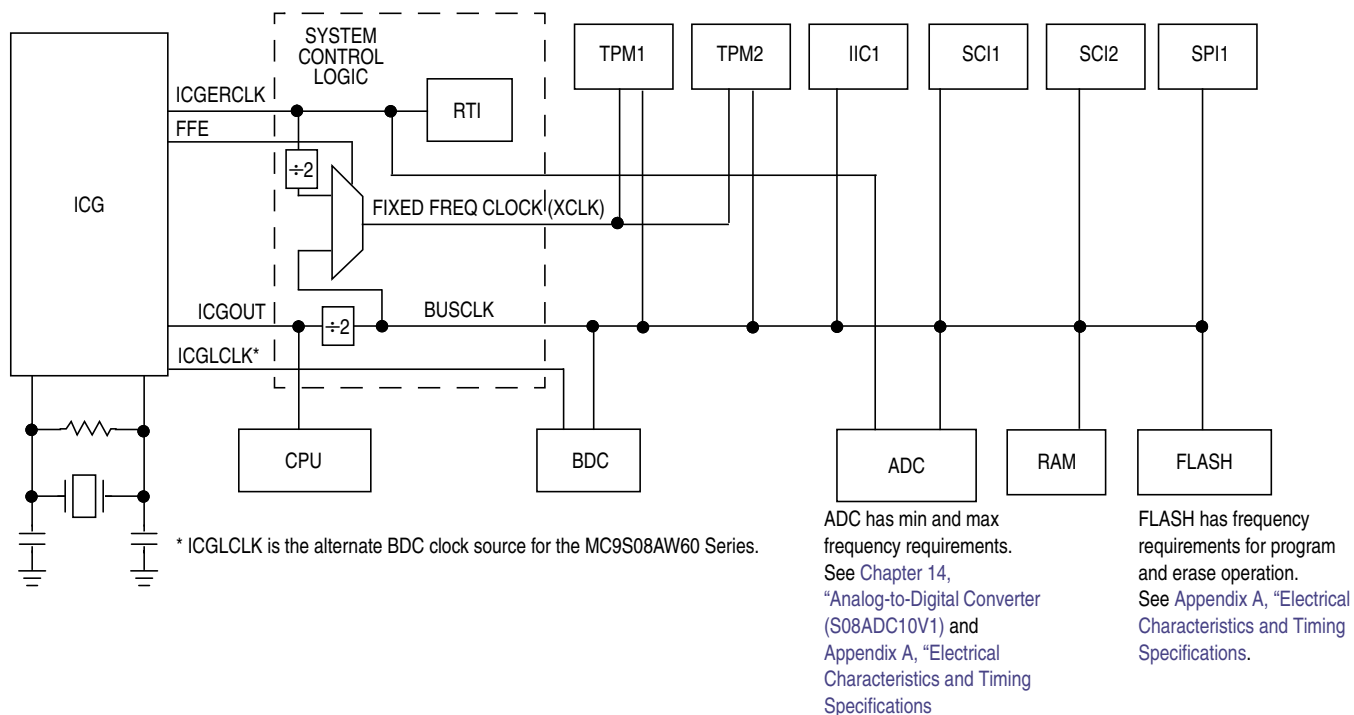 SYSTEM
CONTROL
LOGIC
TPM1
TPM2
IIC1
SCI1
SCI2
SPI1
ICGERCLK
RTI
FFE
÷2
ICG
FIXED FREQ CLOCK (XCLK)
ICGOUT
÷2
BUSCLK
ICGLCLK*
CPU
BDC
ADC
RAM
FLASH
* ICGLCLK is the alternate BDC clock source for the MC9S08AW60 Series.
ADC has min and max
frequency requirements.
See Chapter 14,
“Analog-to-Digital Converter
(S08ADC10V1) and
Appendix A, “Electrical
Characteristics and Timing
Specifications
FLASH has frequency
requirements for program
and erase operation.
See Appendix A, “Electrical
Characteristics and Timing
Specifications.